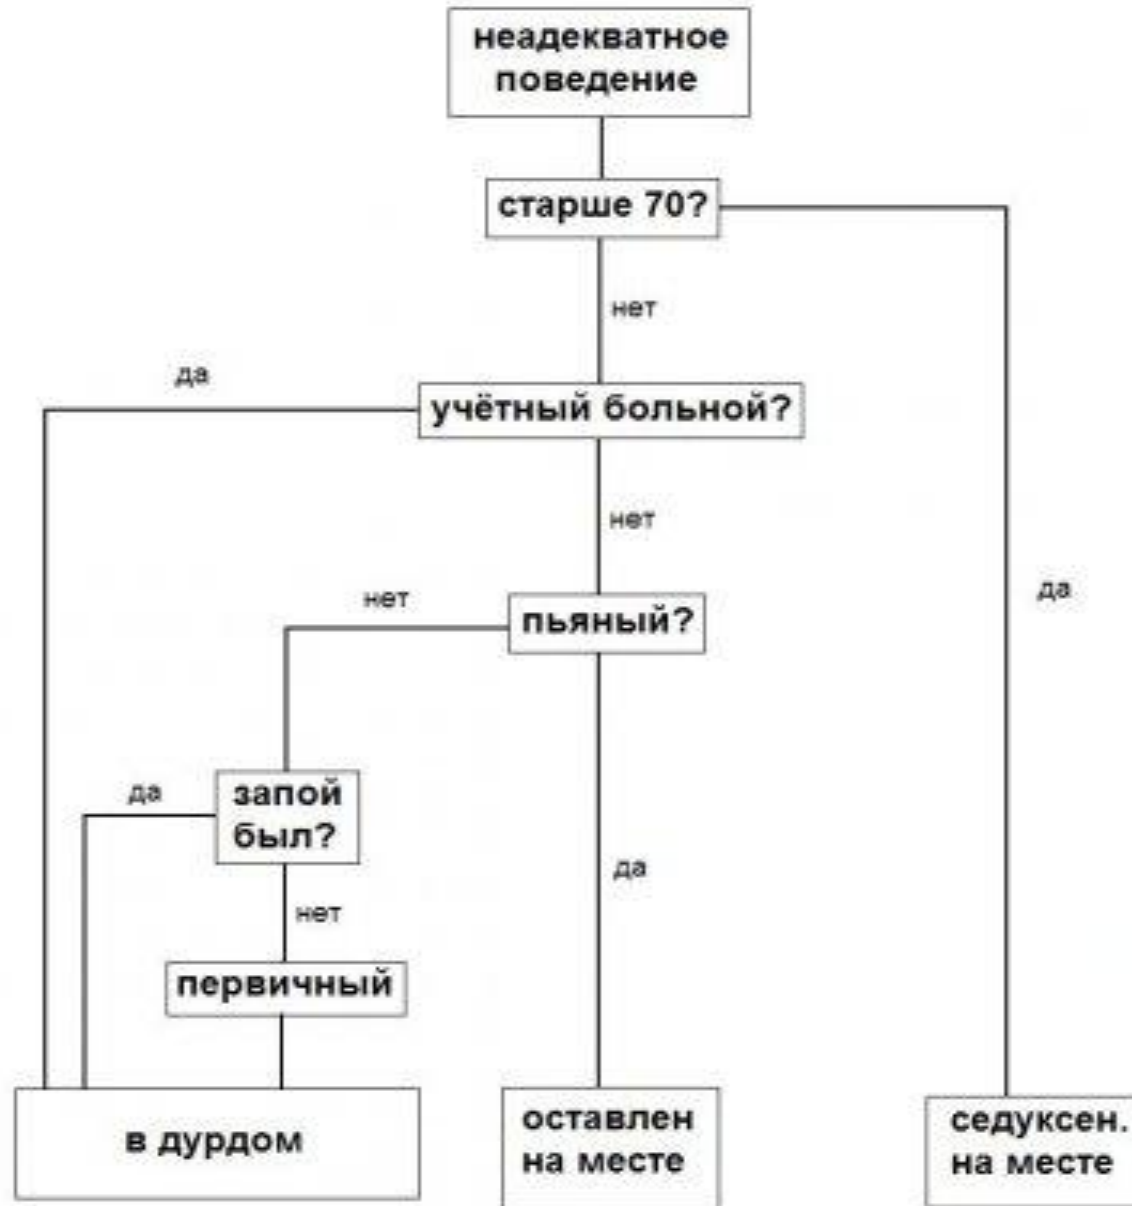 неадекватное
поведение
старше 70?
нет
да
учётный больной?
нет
да
нет
пьяный?
да
запой
был?
да
нет
первичный
в дурдом
оставлен
на месте
седуксен.
на месте